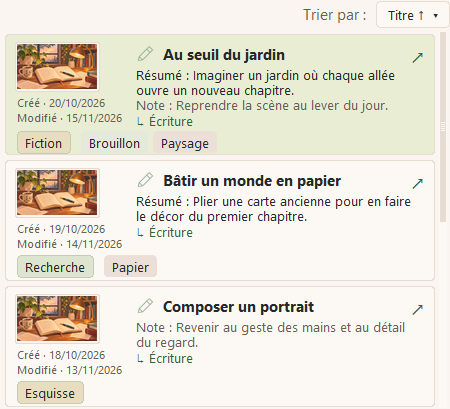 Trier par : Titre ↑ ▾
Au seuil du jardin ↗
Résumé : Imaginer un jardin où chaque allée
ouvre un nouveau chapitre.
Note : Reprendre la scène au lever du jour.
↳ Écriture
Créé · 20/10/2026
Modifié · 15/11/2026
Fiction Brouillon Paysage
Bâtir un monde en papier ↗
Résumé : Plier une carte ancienne pour en faire
le décor du premier chapitre.
↳ Écriture
Créé · 19/10/2026
Modifié · 14/11/2026
Recherche Papier
Composer un portrait ↗
Note : Revenir au geste des mains et au détail
du regard.
↳ Écriture
Créé · 18/10/2026
Modifié · 13/11/2026
Esquisse